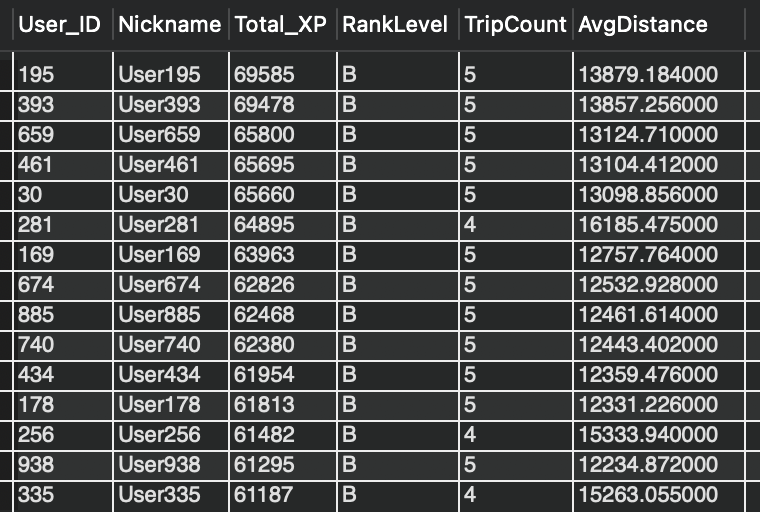 User_ID Nickname Total_XP RankLevel TripCount AvgDistance
195 User195 69585 B 5 13879.184000
393 User393 69478 B 5 13857.256000
659 User659 65800 B 5 13124.710000
461 User461 65695 B 5 13104.412000
30 User30 65660 B 5 13098.856000
281 User281 64895 B 4 16185.475000
169 User169 63963 B 5 12757.764000
674 User674 62826 B 5 12532.928000
885 User885 62468 B 5 12461.614000
740 User740 62380 B 5 12443.402000
434 User434 61954 B 5 12359.476000
178 User178 61813 B 5 12331.226000
256 User256 61482 B 4 15333.940000
938 User938 61295 B 5 12234.872000
335 User335 61187 B 4 15263.055000